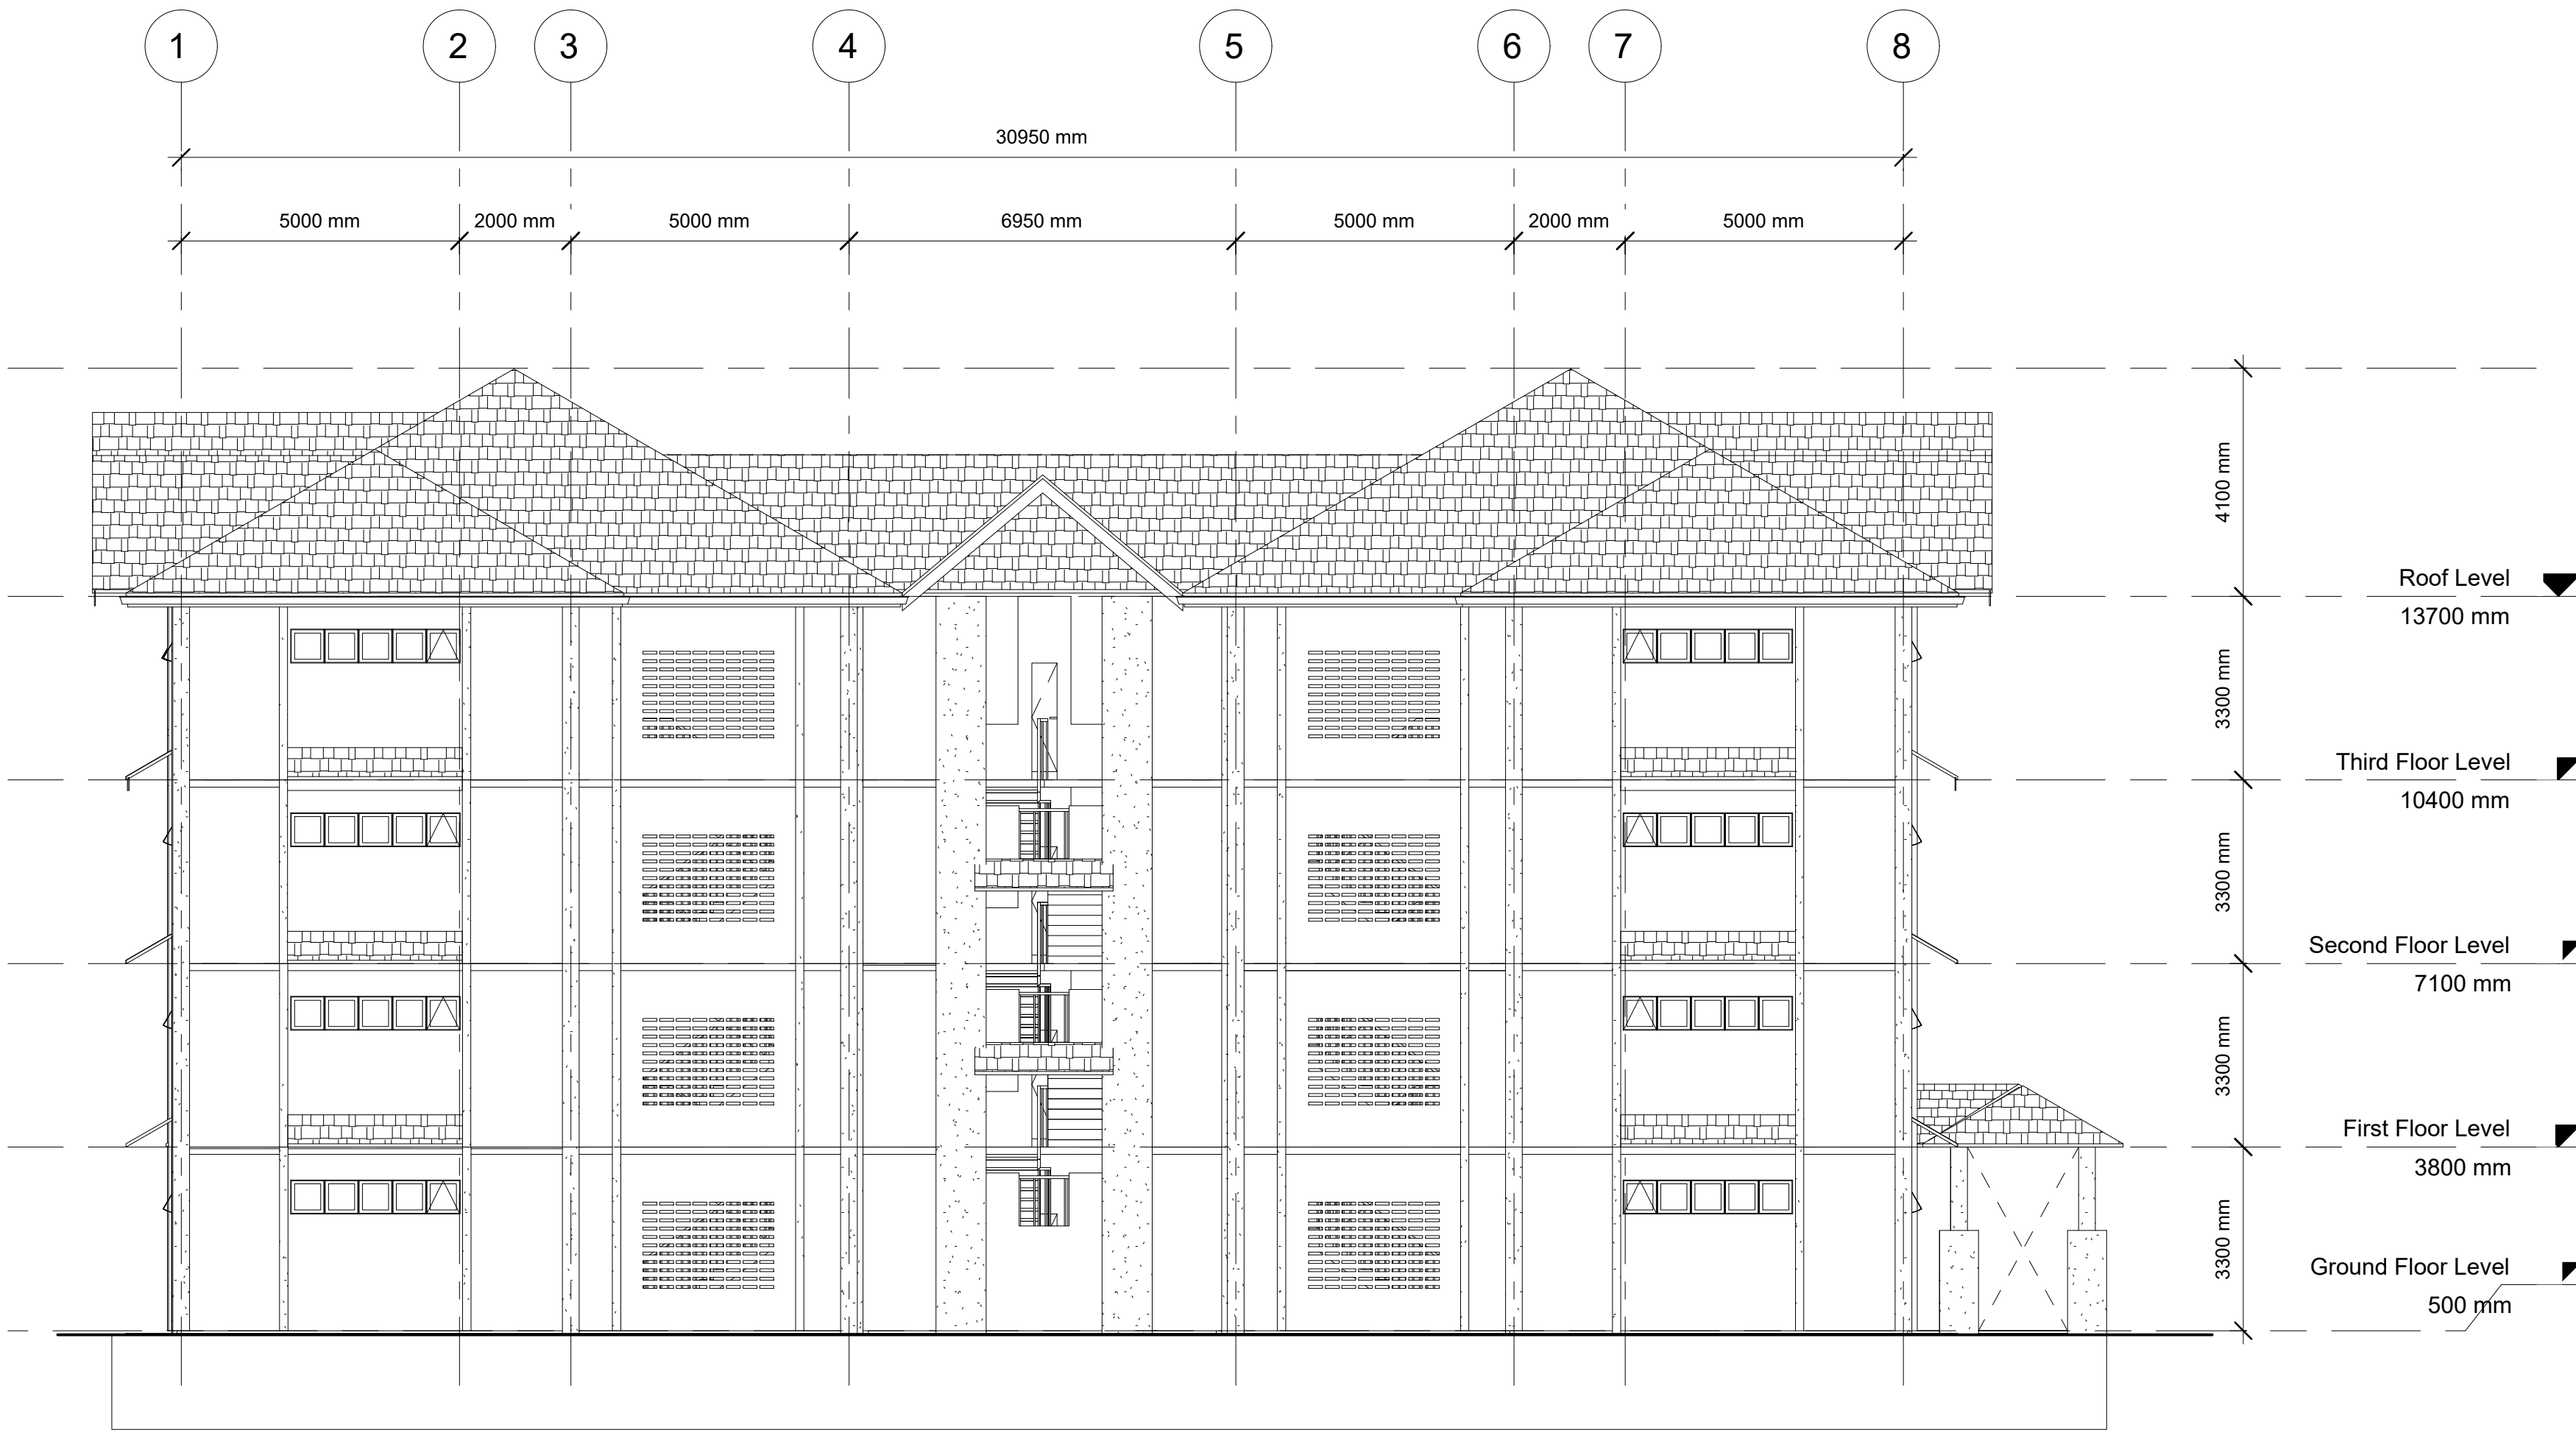 1 2 3 4 5 6 7 8
30950 mm
5000 mm 2000 mm 5000 mm 6950 mm 5000 mm 2000 mm 5000 mm
4100 mm
Roof Level
13700 mm
3300 mm
Third Floor Level
10400 mm
3300 mm
Second Floor Level
7100 mm
3300 mm
First Floor Level
3800 mm
3300 mm
Ground Floor Level
500 mm